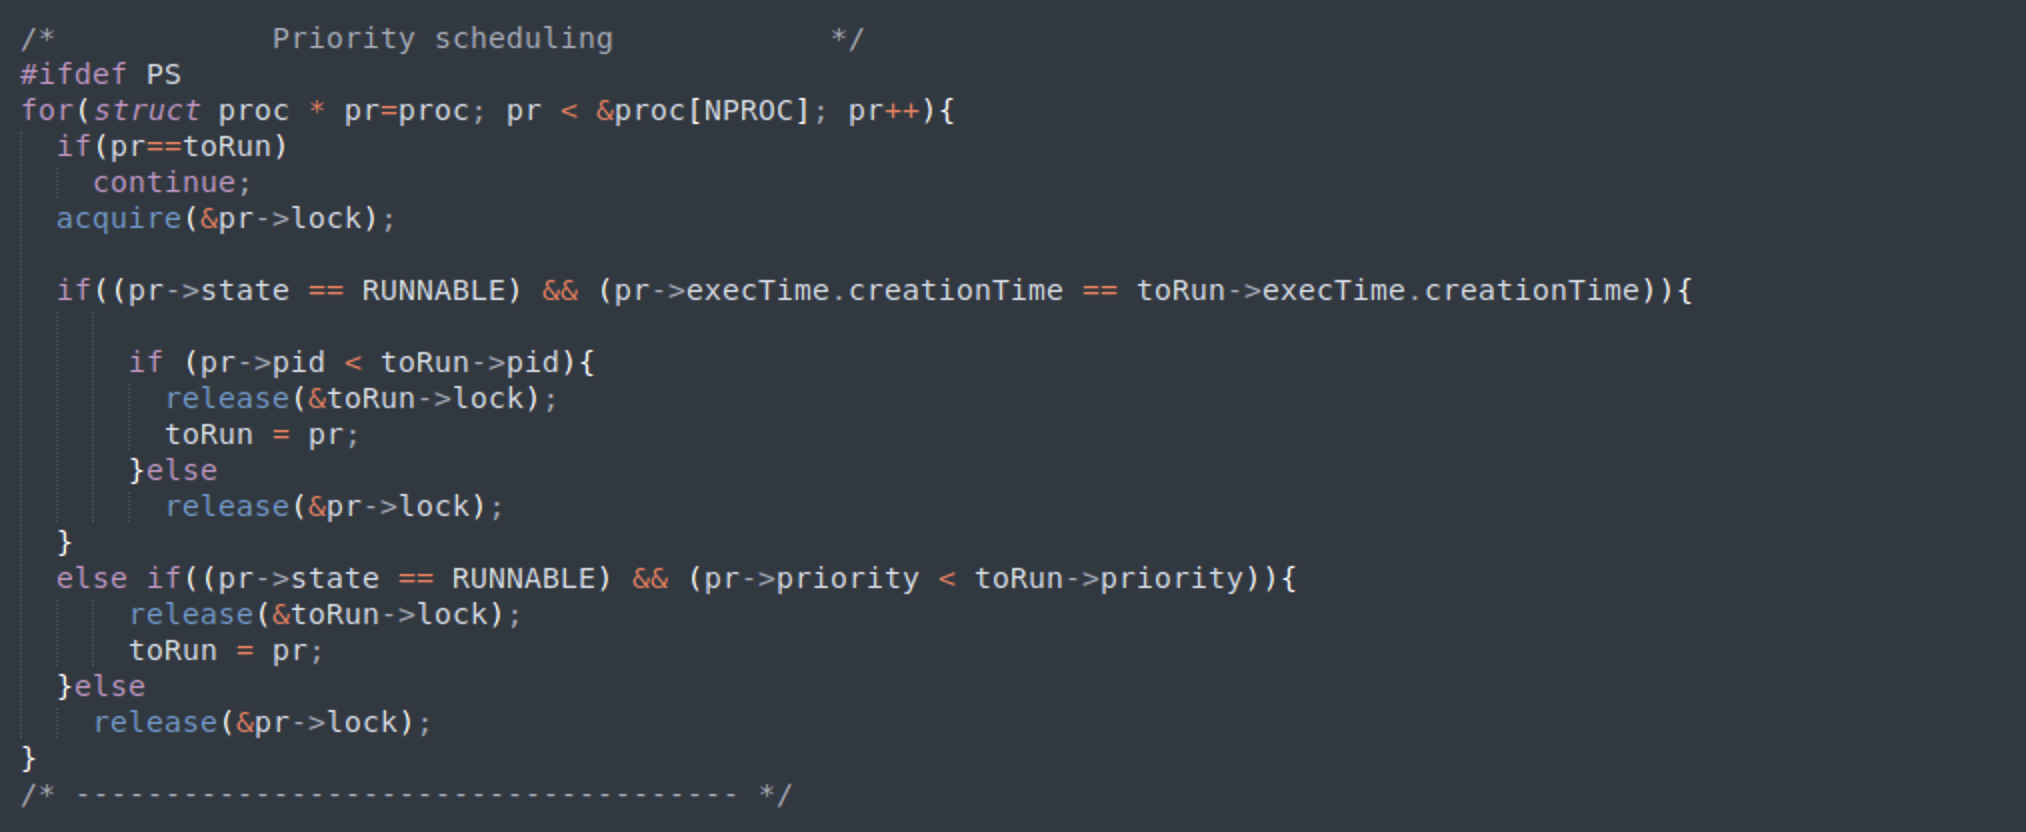 /*            Priority scheduling            */
#ifdef PS
for(struct proc * pr=proc; pr < &proc[NPROC]; pr++){
  if(pr==toRun)
    continue;
  acquire(&pr->lock);

  if((pr->state == RUNNABLE) && (pr->execTime.creationTime == toRun->execTime.creationTime)){

      if (pr->pid < toRun->pid){
        release(&toRun->lock);
        toRun = pr;
      }else
        release(&pr->lock);
  }
  else if((pr->state == RUNNABLE) && (pr->priority < toRun->priority)){
      release(&toRun->lock);
      toRun = pr;
  }else
    release(&pr->lock);
}
/* ------------------------------------- */